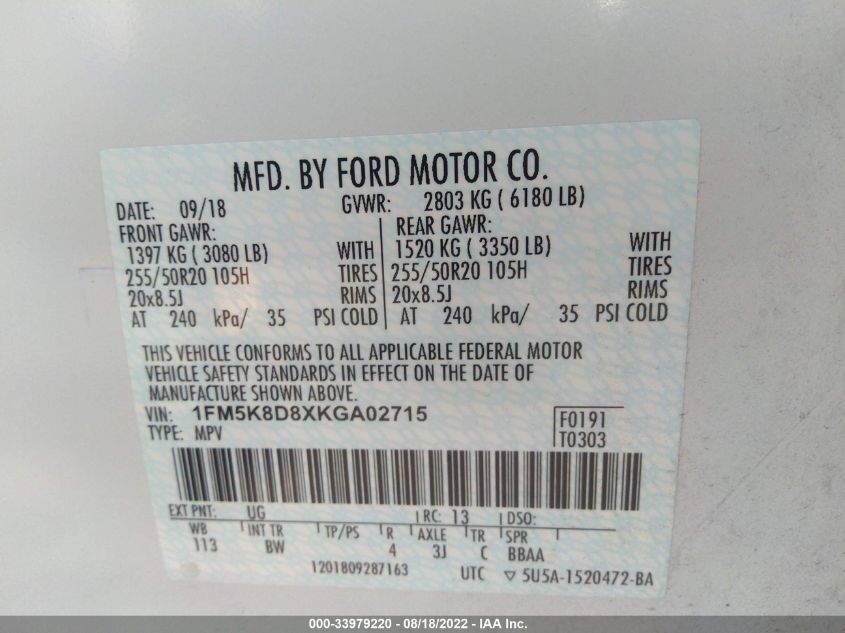 MFD. BY FORD MOTOR CO.
DATE: 09/18 GVWR: 2803 KG ( 6180 LB)
FRONT GAWR: REAR GAWR:
1397 KG ( 3080 LB) WITH 1520 KG ( 3350 LB) WITH
255/50R20 105H TIRES 255/50R20 105H TIRES
20x8.5J RIMS 20x8.5J RIMS
AT 240 kPa/ 35 PSI COLD AT 240 kPa/ 35 PSI COLD
THIS VEHICLE CONFORMS TO ALL APPLICABLE FEDERAL MOTOR
VEHICLE SAFETY STANDARDS IN EFFECT ON THE DATE OF
MANUFACTURE SHOWN ABOVE.
VIN: 1FM5K8D8XKGA02715 F0191
TYPE: MPV T0303
EXT PNT: UG RC: 13 DSO:
WB INT TR TP/PS R AXLE TR SPR
113 BW 4 3J C BBAA
1201809287163 UTC ▽ 5U5A-1520472-BA
000-33979220 - 08/18/2022 - IAA Inc.